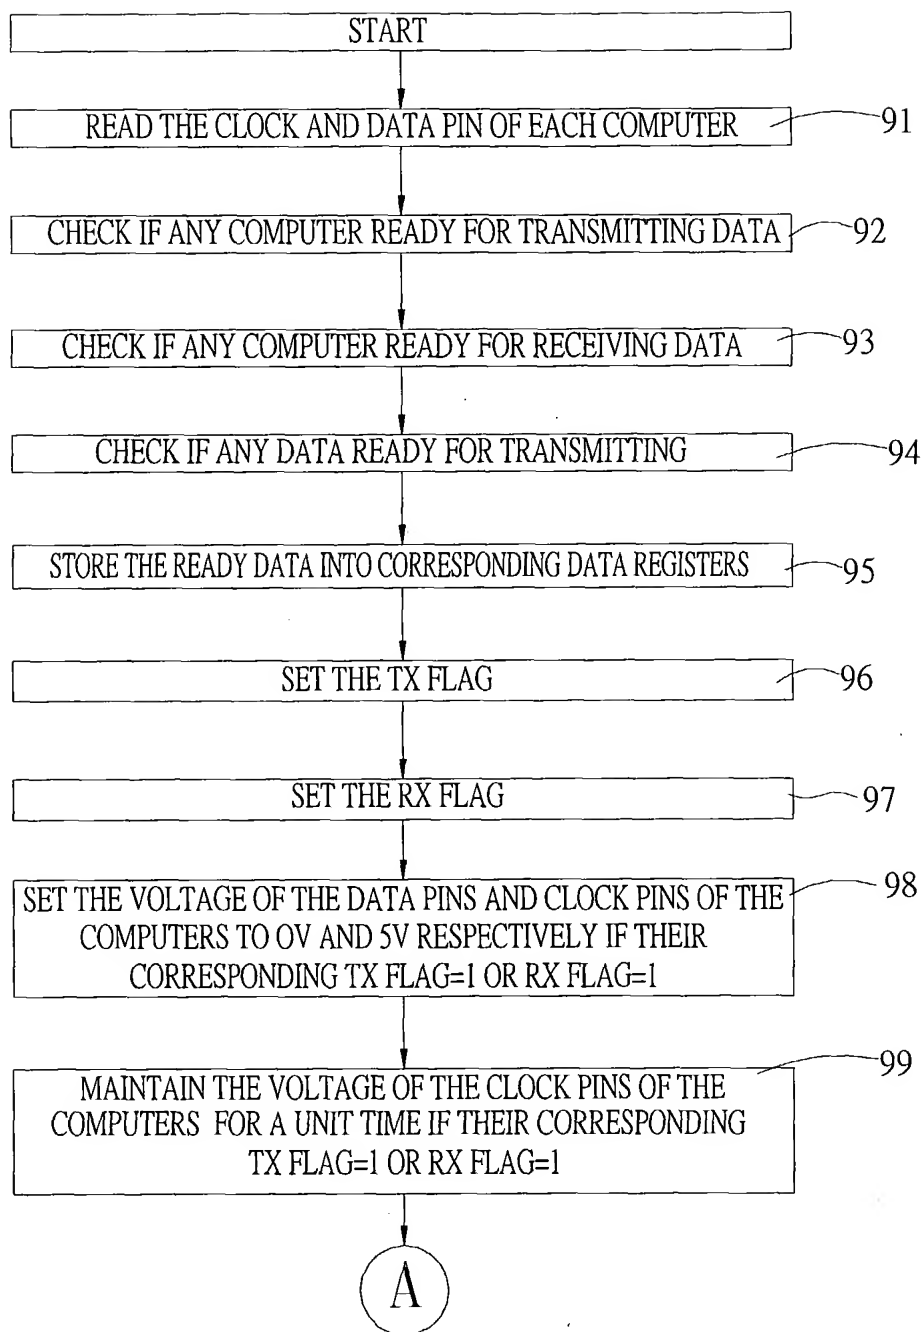 START
READ THE CLOCK AND DATA PIN OF EACH COMPUTER
91
CHECK IF ANY COMPUTER READY FOR TRANSMITTING DATA
92
CHECK IF ANY COMPUTER READY FOR RECEIVING DATA
93
CHECK IF ANY DATA READY FOR TRANSMITTING
94
STORE THE READY DATA INTO CORRESPONDING DATA REGISTERS
95
SET THE TX FLAG
96
SET THE RX FLAG
97
SET THE VOLTAGE OF THE DATA PINS AND CLOCK PINS OF THE
COMPUTERS TO 0V AND 5V RESPECTIVELY IF THEIR
CORRESPONDING TX FLAG=1 OR RX FLAG=1
98
MAINTAIN THE VOLTAGE OF THE CLOCK PINS OF THE
COMPUTERS FOR A UNIT TIME IF THEIR CORRESPONDING
TX FLAG=1 OR RX FLAG=1
99
A